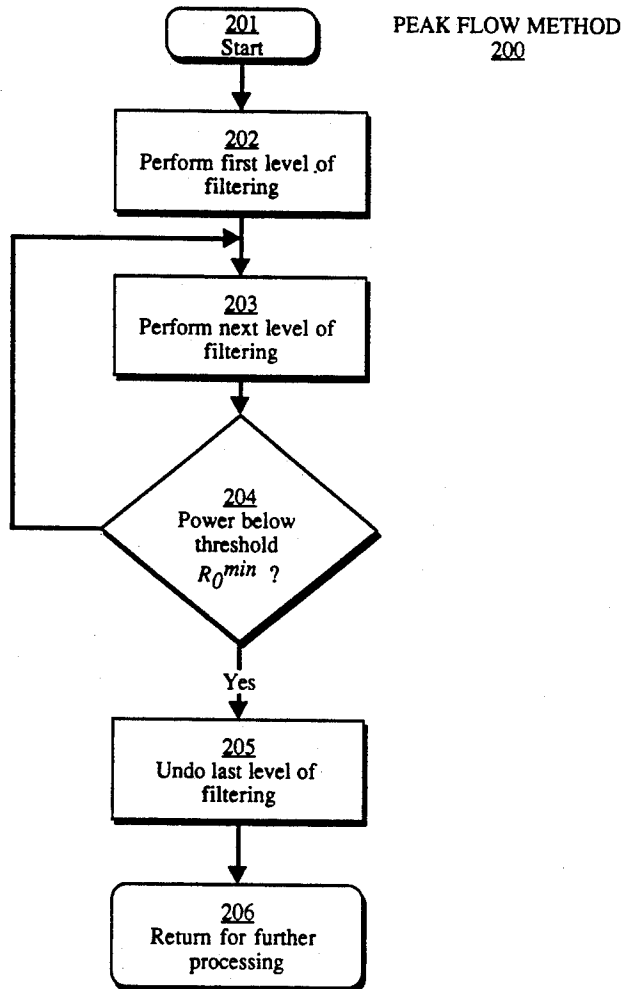 PEAK FLOW METHOD
200
201
Start
202
Perform first level of
filtering
203
Perform next level of
filtering
204
Power below
threshold
R0min ?
Yes
205
Undo last level of
filtering
206
Return for further
processing